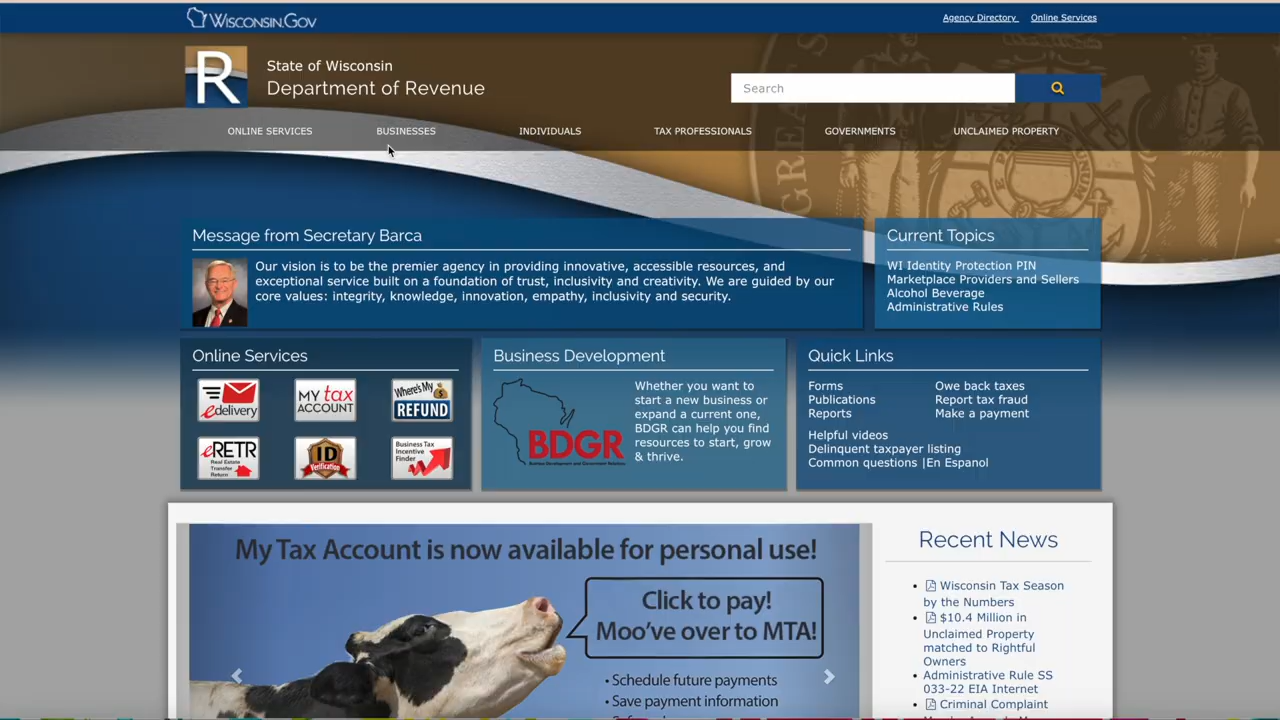 WISCONSIN.GOV
Agency Directory Online Services
R
State of Wisconsin
Department of Revenue
Search
ONLINE SERVICES BUSINESSES INDIVIDUALS TAX PROFESSIONALS GOVERNMENTS UNCLAIMED PROPERTY
Message from Secretary Barca
Our vision is to be the premier agency in providing innovative, accessible resources, and
exceptional service built on a foundation of trust, inclusivity and creativity. We are guided by our
core values: integrity, knowledge, innovation, empathy, inclusivity and security.
Current Topics
WI Identity Protection PIN
Marketplace Providers and Sellers
Alcohol Beverage
Administrative Rules
Online Services
edelivery
MY tax
ACCOUNT
Where's My
REFUND
eRETR
Real Estate
Transfer
Return
ID
Verification
Business Tax
Incentive
Finder
Business Development
BDGR
Business Development and Government Relations
Whether you want to
start a new business or
expand a current one,
BDGR can help you find
resources to start, grow
& thrive.
Quick Links
Forms
Publications
Reports
Owe back taxes
Report tax fraud
Make a payment
Helpful videos
Delinquent taxpayer listing
Common questions |En Espanol
My Tax Account is now available for personal use!
Click to pay!
Moo've over to MTA!
• Schedule future payments
• Save payment information
Recent News
• Wisconsin Tax Season
by the Numbers
• $10.4 Million in
Unclaimed Property
matched to Rightful
Owners
• Administrative Rule SS
033-22 EIA Internet
• Criminal Complaint